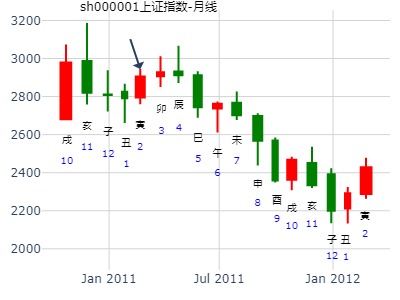 sh000001上证指数-月线
3200
3000
2800
2600
2400
2200
2000
戌
10
亥
11
子
12
丑
1
寅
2
卯
3
辰
4
巳
5
午
6
未
7
申
8
酉
9
戌
10
亥
11
子
12
丑
1
寅
2
Jan 2011
Jul 2011
Jan 2012